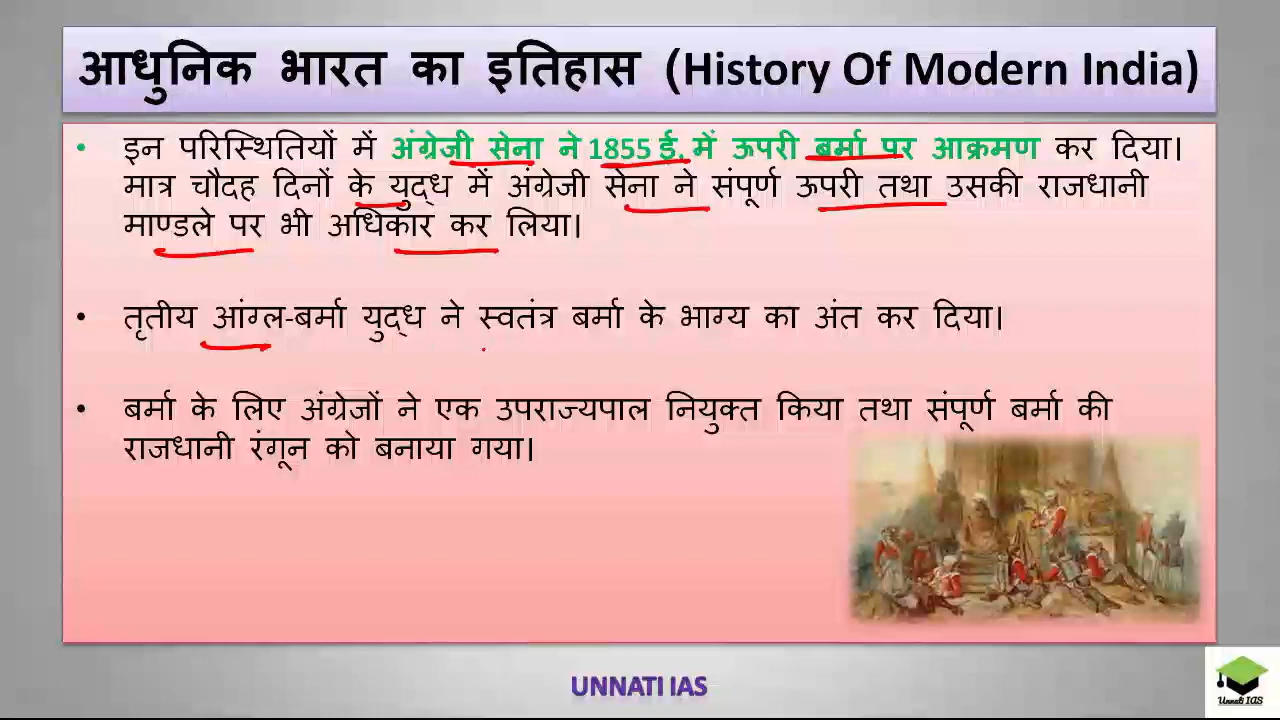 आधुनिक भारत का इतिहास (History Of Modern India)
• इन परिस्थितियों में अंग्रेजी सेना ने 1855 ई. में ऊपरी बर्मा पर आक्रमण कर दिया।
मात्र चौदह दिनों के युद्ध में अंग्रेजी सेना ने संपूर्ण ऊपरी तथा उसकी राजधानी
माण्डले पर भी अधिकार कर लिया।
• तृतीय आंग्ल-बर्मा युद्ध ने स्वतंत्र बर्मा के भाग्य का अंत कर दिया।
• बर्मा के लिए अंग्रेजों ने एक उपराज्यपाल नियुक्त किया तथा संपूर्ण बर्मा की
राजधानी रंगून को बनाया गया।
UNNATI IAS
Unnati IAS